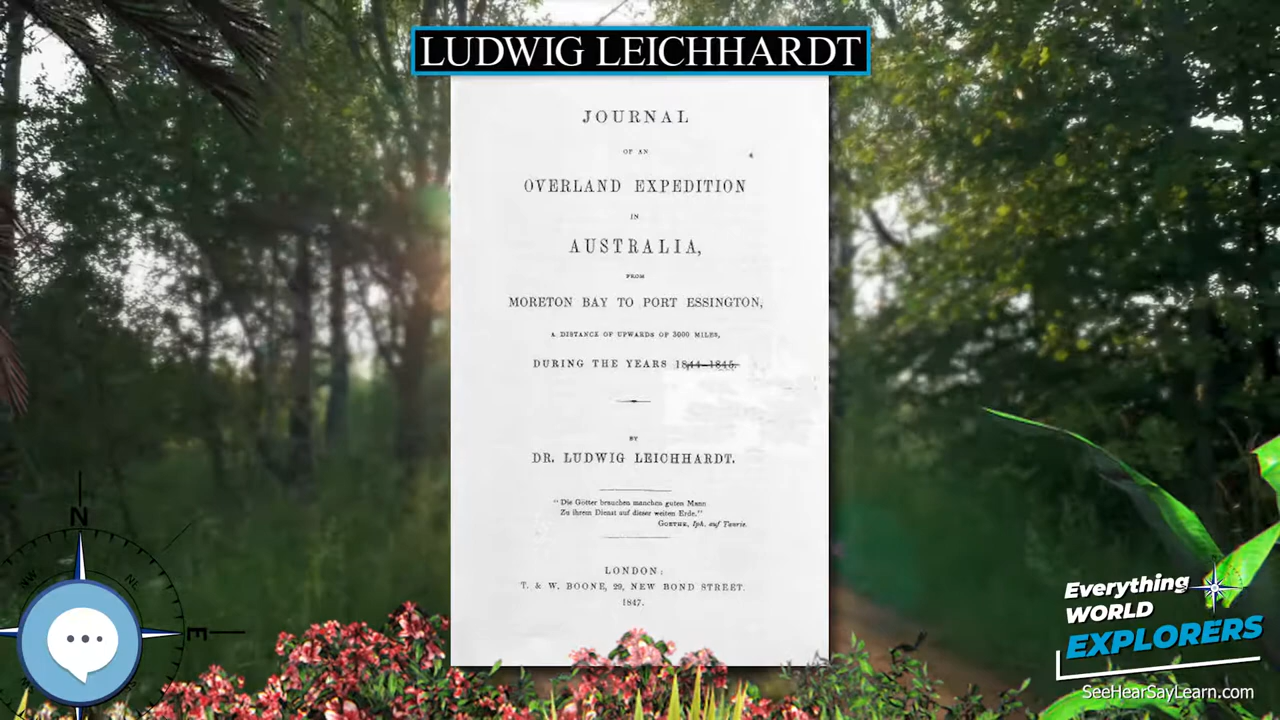 LUDWIG LEICHHARDT
JOURNAL
OF AN
OVERLAND EXPEDITION
IN
AUSTRALIA,
FROM
MORETON BAY TO PORT ESSINGTON,
A DISTANCE OF UPWARDS OF 3000 MILES,
DURING THE YEARS 1844–1845.
BY
DR. LUDWIG LEICHHARDT.
"Die Götter brauchen manchen guten Mann
Zu ihrem Dienst auf dieser weiten Erde."
GOETHE, Iph. auf Taurie.
LONDON:
T. & W. BOONE, 29, NEW BOND STREET.
1847.
N
NW
NE
E
Everything
WORLD
EXPLORERS
SeeHearSayLearn.com